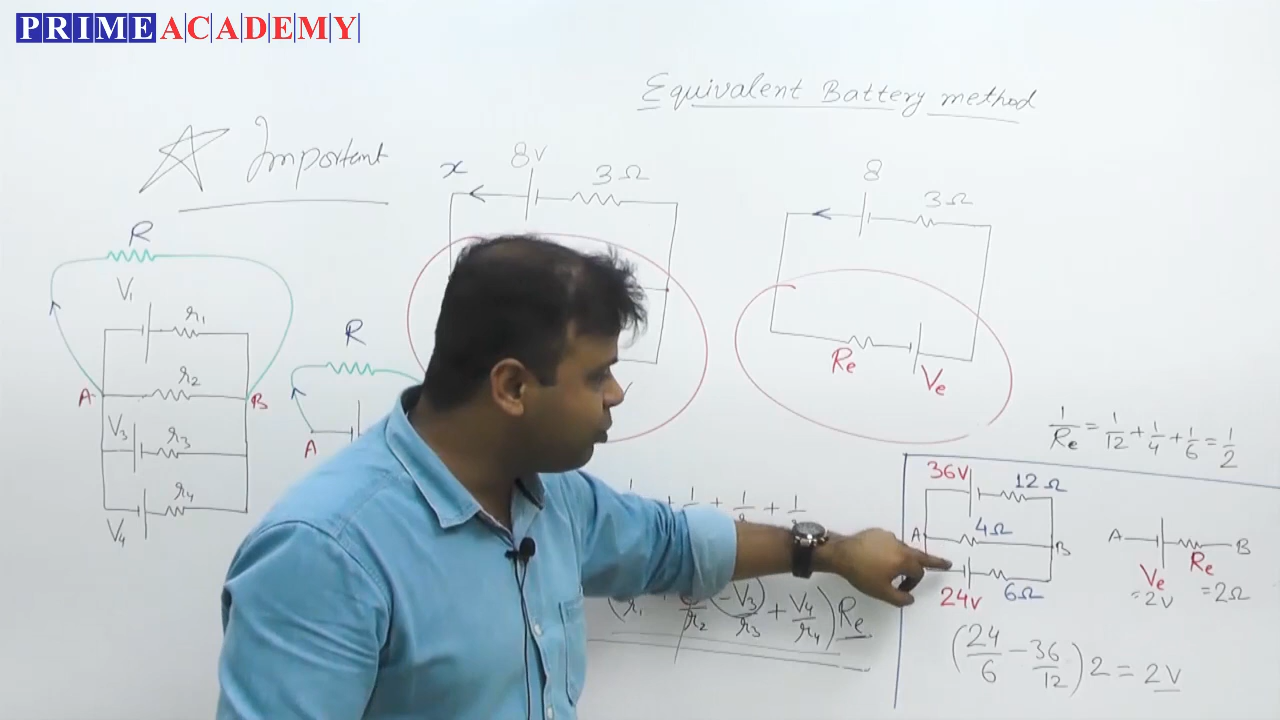 PRIME ACADEMY
Equivalent Battery method
Important
x
8V
3Ω
8
3Ω
R
V₁
r₁
r₂
A
B
V₃
r₃
V₄
r₄
R
A
Re
Ve
1/Re = 1/12 + 1/4 + 1/6 = 1/2
36V
12Ω
A
4Ω
B
24V
6Ω
A
B
Ve
= 2V
Re
= 2Ω
-V₃/r₃ + V₄/r₄) Re
(24/6 - 36/12) 2 = 2V